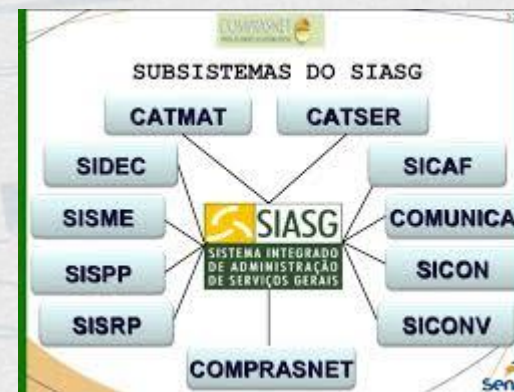 COMPRASNET
SUBSISTEMAS DO SIASG
CATMAT
CATSER
SIDEC
SICAF
SISME
COMUNICA
SIASG
SISTEMA INTEGRADO
DE ADMINISTRAÇÃO
DE SERVIÇOS GERAIS
SISPP
SICON
SISRP
SICONV
COMPRASNET